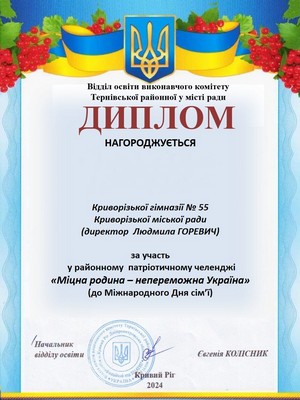 Відділ освіти виконавчого комітету
Тернівської районної у місті ради
ДИПЛОМ
НАГОРОДЖУЄТЬСЯ
Криворізької гімназії № 55
Криворізької міської ради
(директор Людмила ГОРЕВИЧ)
за участь
у районному патріотичному челенджі
«Міцна родина – непереможна Україна»
(до Міжнародного Дня сім’ї)
Начальник
відділу освіти
Євгенія КОЛІСНИК
Кривий Ріг
2024